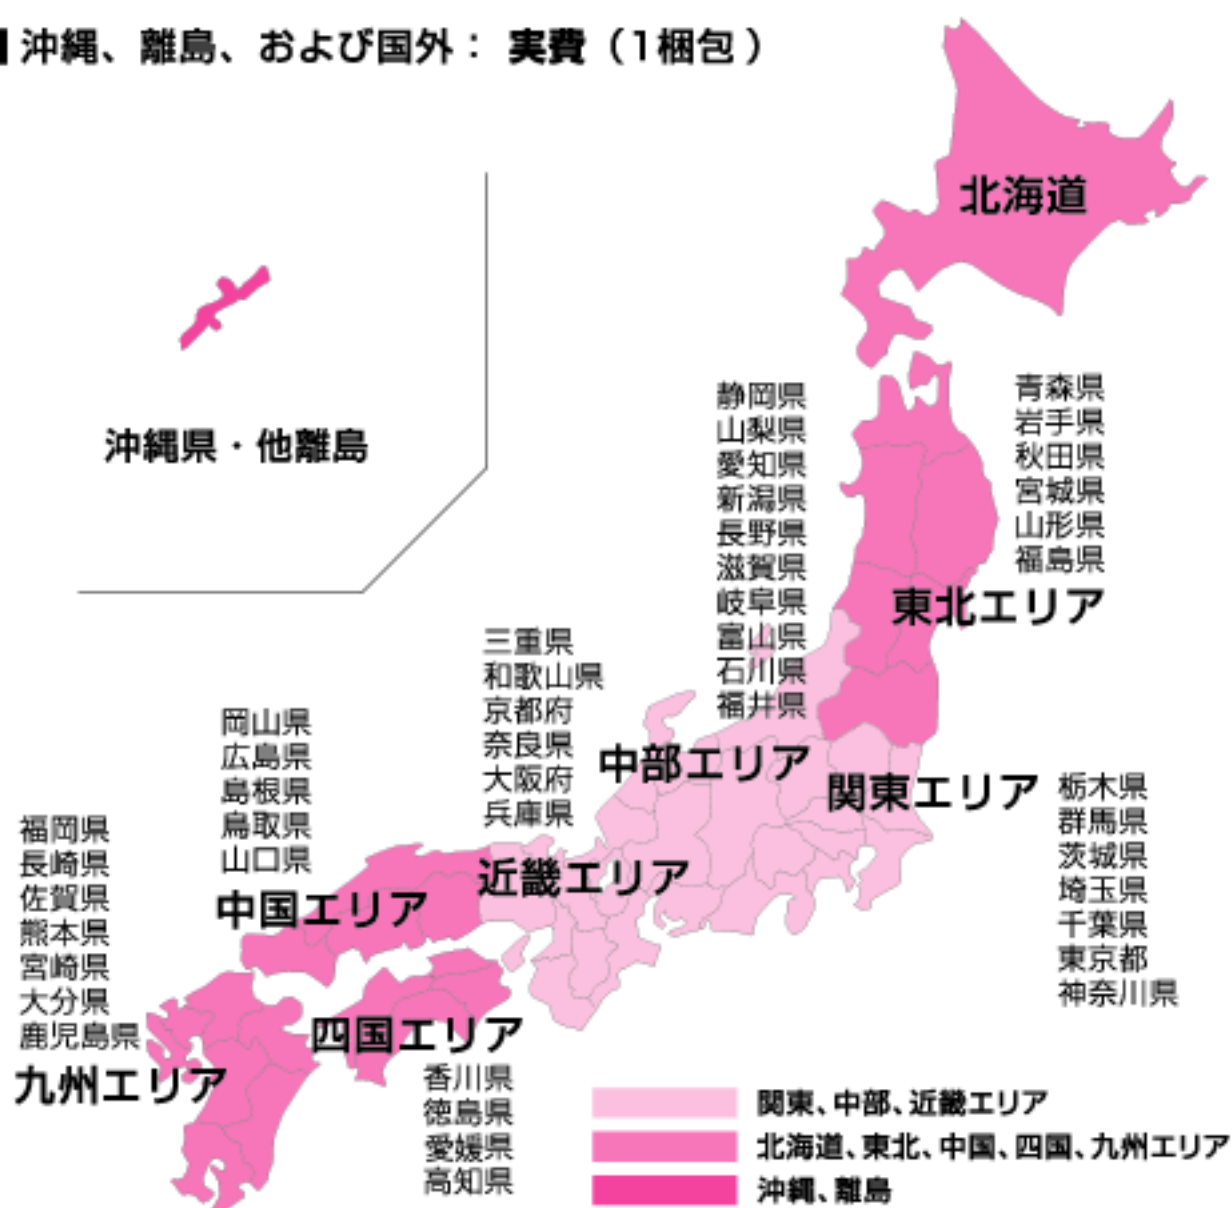 沖縄、離島、および国外： 実費（1梱包）
北海道
沖縄県・他離島
青森県
岩手県
秋田県
宮城県
山形県
福島県
東北エリア
静岡県
山梨県
愛知県
新潟県
長野県
滋賀県
岐阜県
富山県
石川県
福井県
中部エリア
関東エリア
栃木県
群馬県
茨城県
埼玉県
千葉県
東京都
神奈川県
三重県
和歌山県
京都府
奈良県
大阪府
兵庫県
近畿エリア
岡山県
広島県
島根県
鳥取県
山口県
中国エリア
福岡県
長崎県
佐賀県
熊本県
宮崎県
大分県
鹿児島県
九州エリア
四国エリア
香川県
徳島県
愛媛県
高知県
関東、中部、近畿エリア
北海道、東北、中国、四国、九州エリア
沖縄、離島